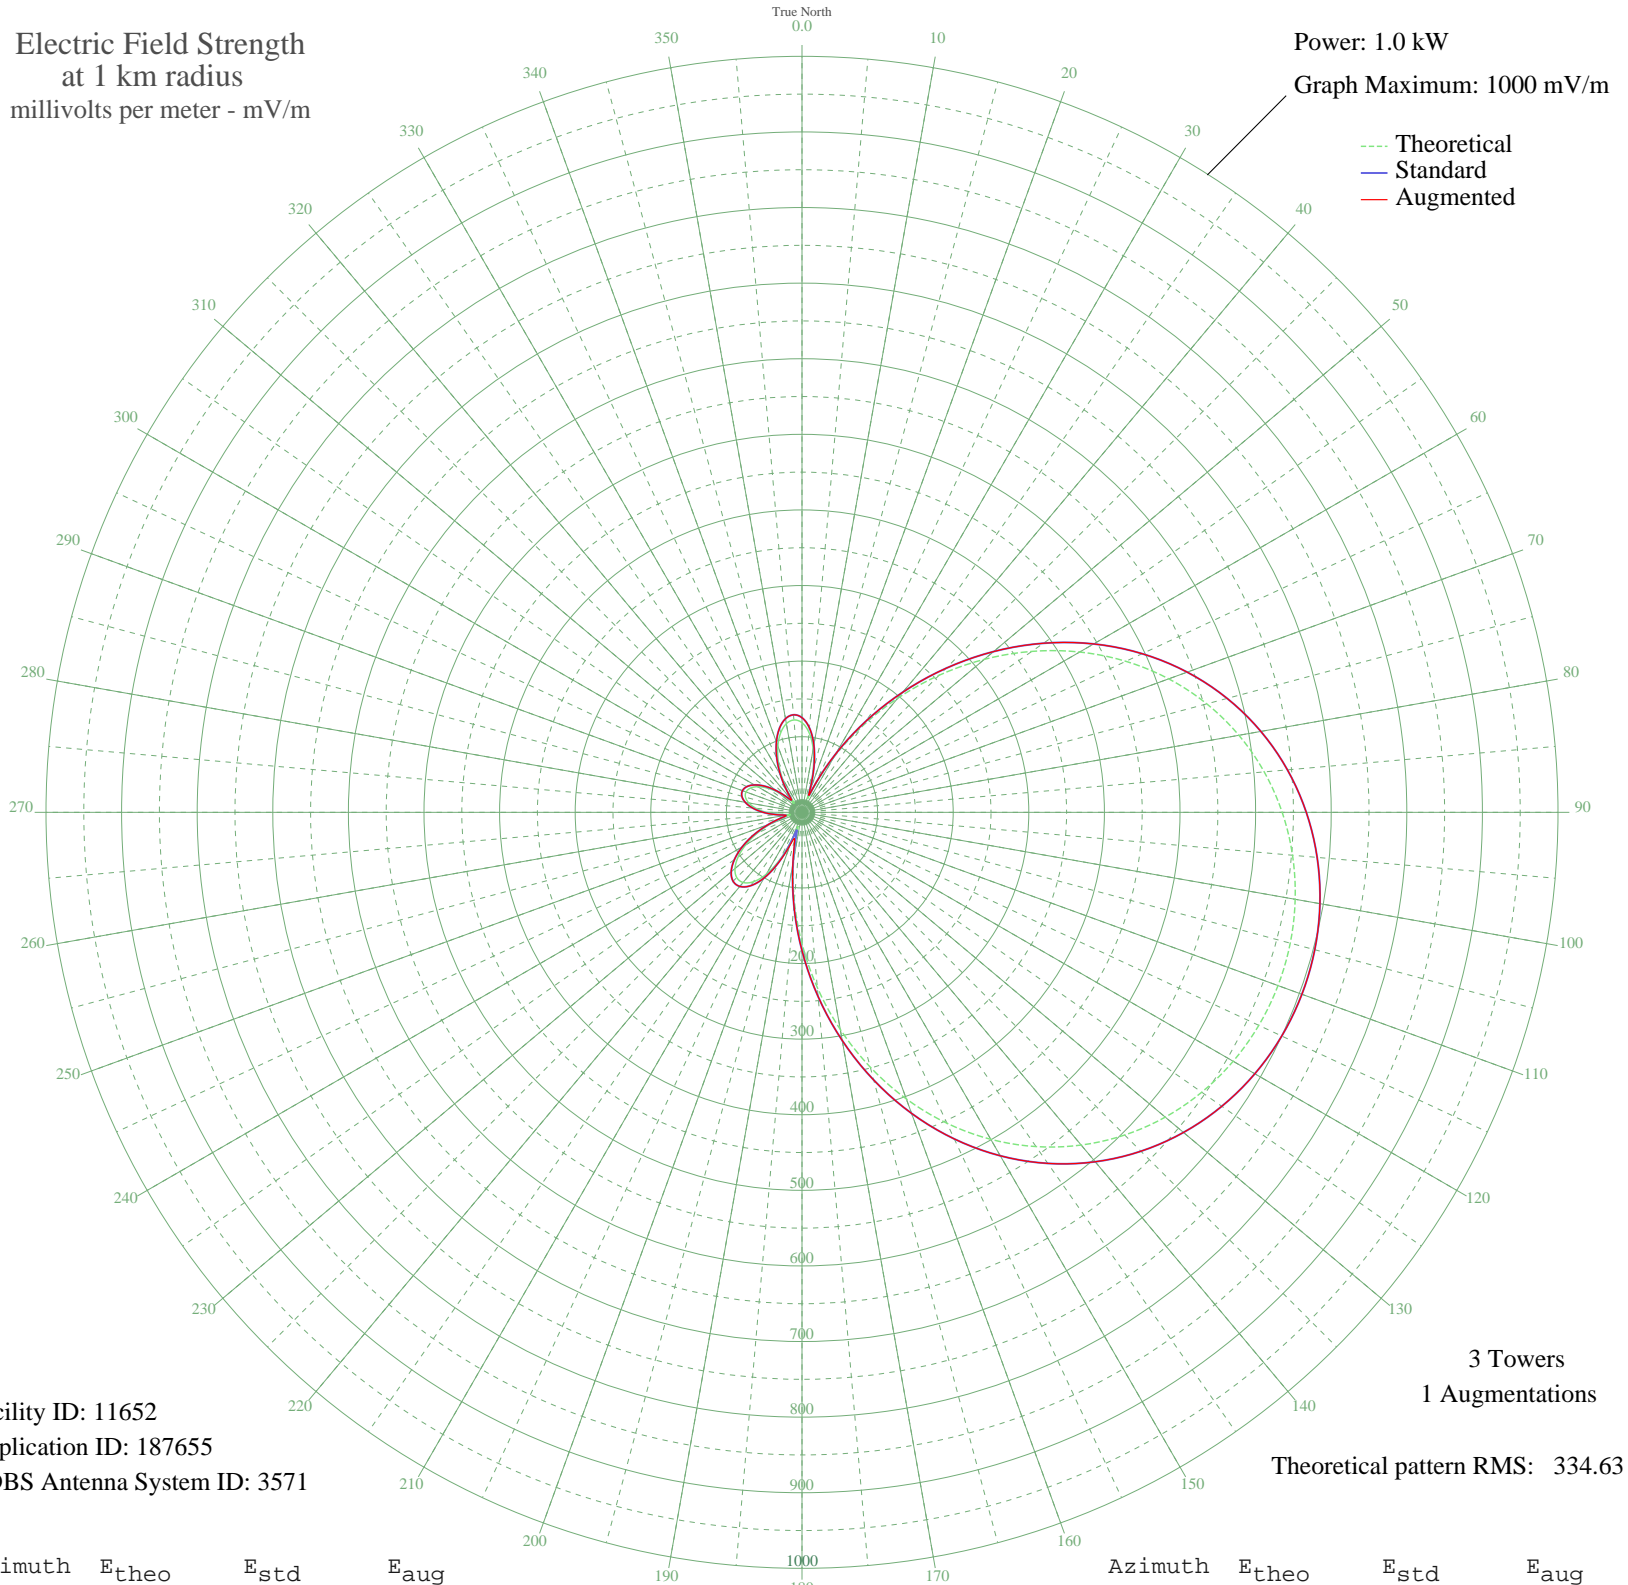 True North
0.0
Electric Field Strength
at 1 km radius
millivolts per meter - mV/m
Power: 1.0 kW
Graph Maximum: 1000 mV/m
Theoretical
Standard
Augmented
10
20
30
40
50
60
70
80
90
100
110
120
130
140
150
160
170
190
200
210
220
230
240
250
260
270
280
290
300
310
320
330
340
350
200
300
400
500
600
700
800
900
1000
3 Towers
1 Augmentations
Theoretical pattern RMS: 334.63
cility ID: 11652
plication ID: 187655
DBS Antenna System ID: 3571
imuth Etheo Estd Eaug
Azimuth Etheo Estd Eaug